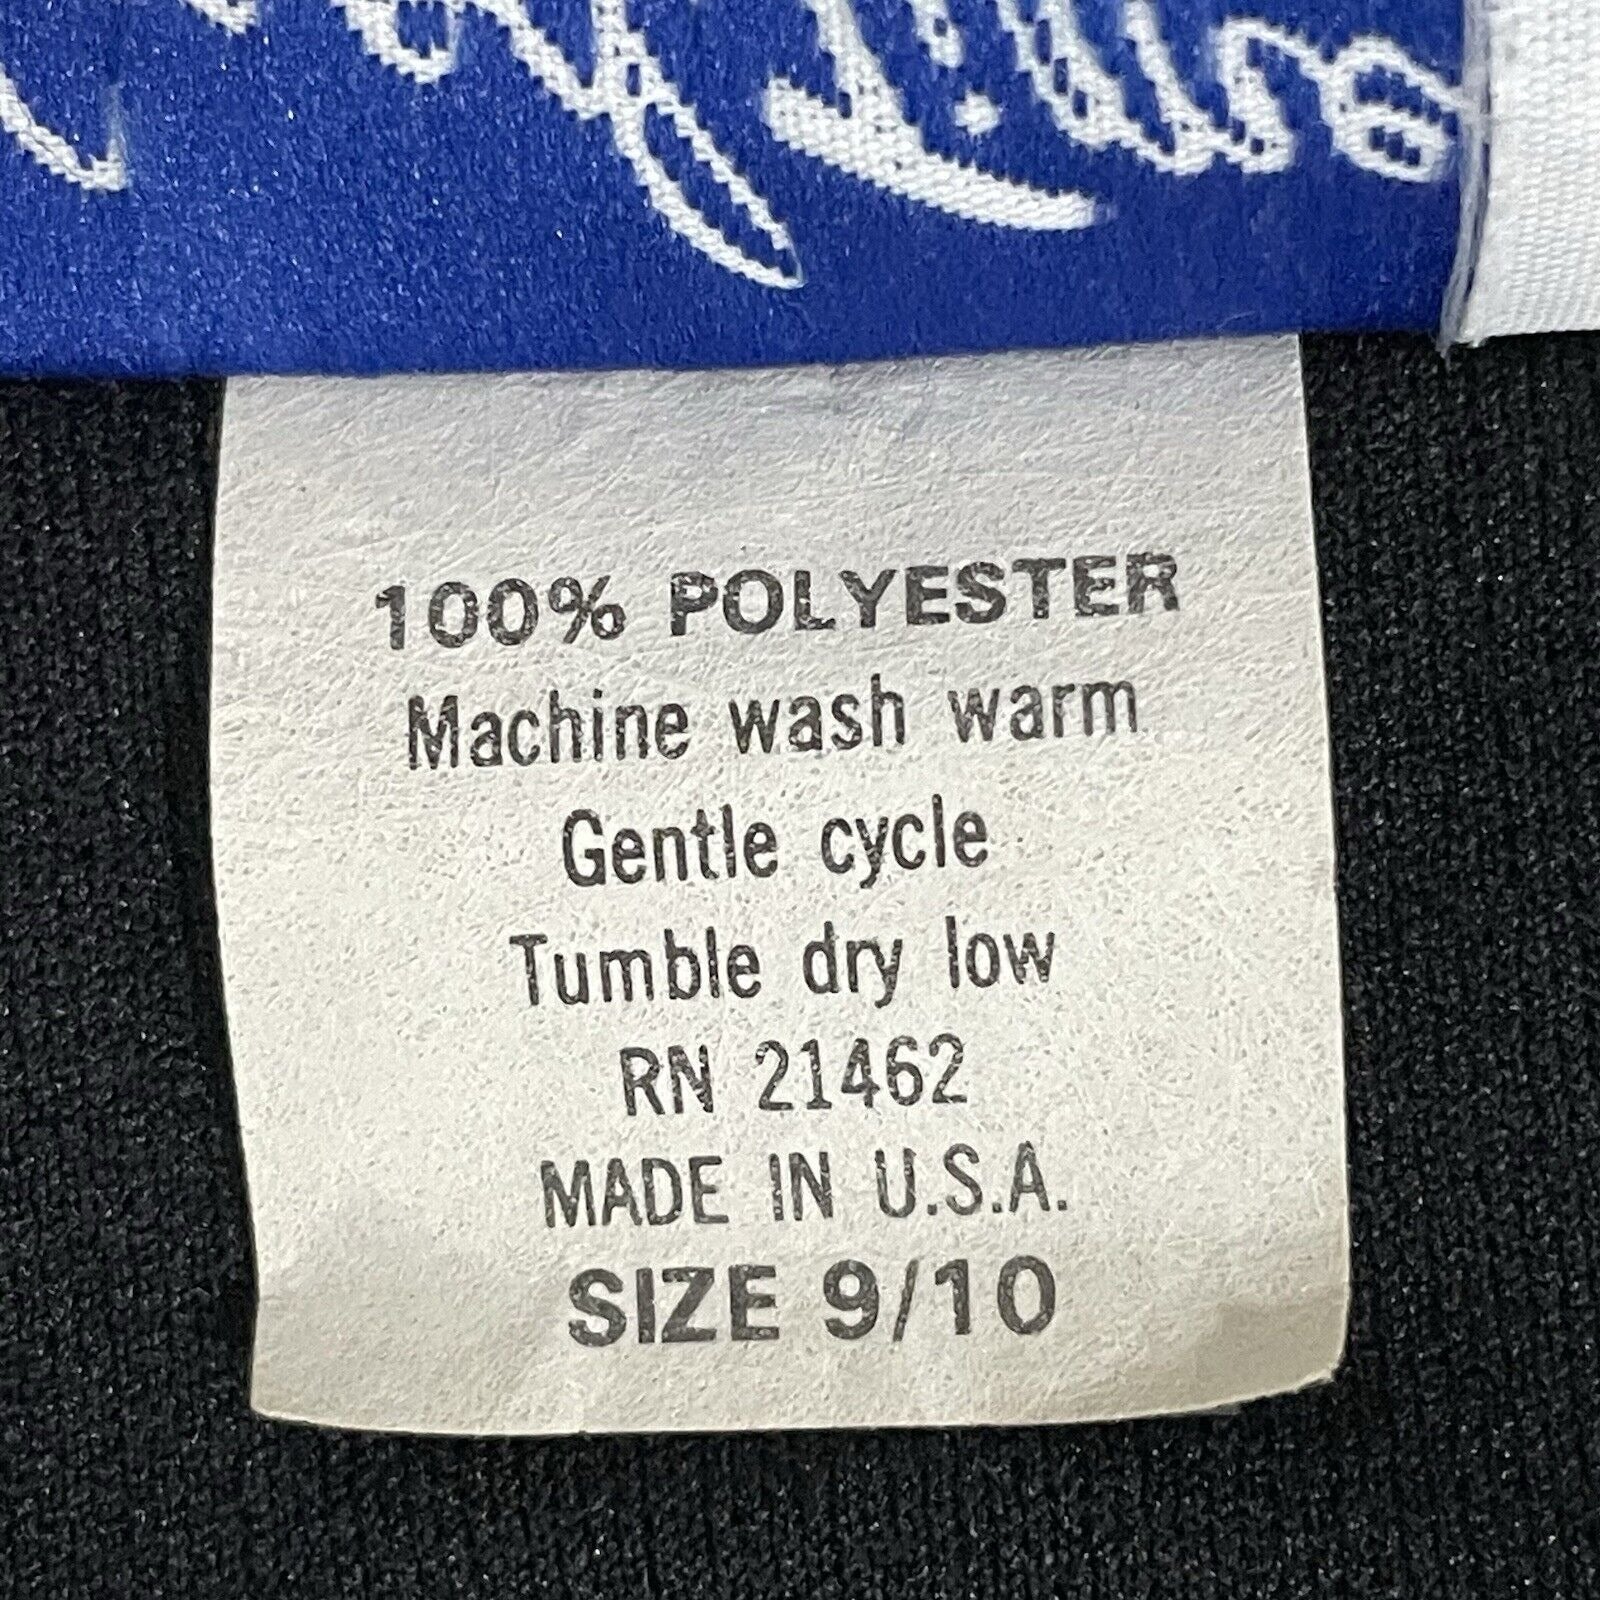 100% POLYESTER
Machine wash warm
Gentle cycle
Tumble dry low
RN 21462
MADE IN U.S.A.
SIZE 9/10